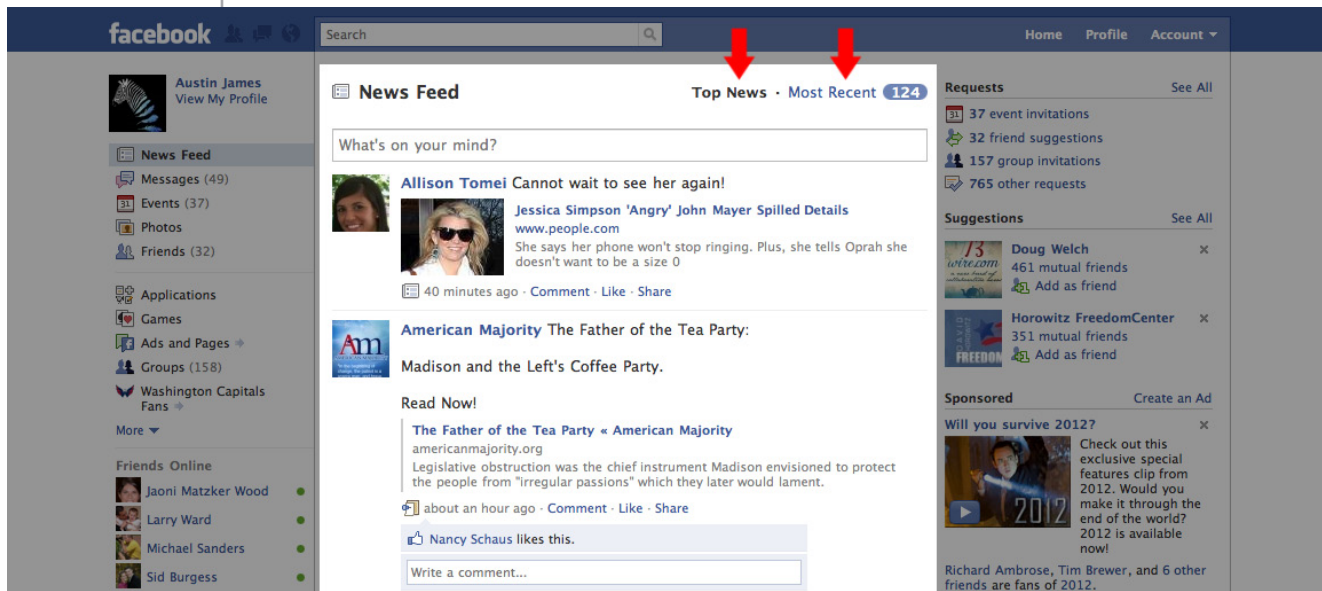 facebook
Search
Home Profile Account
Austin James
View My Profile
News Feed
Messages (49)
Events (37)
Photos
Friends (32)
Applications
Games
Ads and Pages
Groups (158)
Washington Capitals
Fans
More
Friends Online
Jaoni Matzker Wood
Larry Ward
Michael Sanders
Sid Burgess
News Feed
Top News · Most Recent 124
What's on your mind?
Allison Tomei Cannot wait to see her again!
Jessica Simpson 'Angry' John Mayer Spilled Details
www.people.com
She says her phone won't stop ringing. Plus, she tells Oprah she
doesn't want to be a size 0
40 minutes ago · Comment · Like · Share
Am
American Majority The Father of the Tea Party:
Madison and the Left's Coffee Party.
Read Now!
The Father of the Tea Party « American Majority
americanmajority.org
Legislative obstruction was the chief instrument Madison envisioned to protect
the people from "irregular passions" which they later would lament.
about an hour ago · Comment · Like · Share
Nancy Schaus likes this.
Write a comment...
Requests See All
31 37 event invitations
32 friend suggestions
157 group invitations
765 other requests
Suggestions See All
73
wire.com
Doug Welch
461 mutual friends
Add as friend
DAVID
HOROWITZ
FREEDOM
Horowitz FreedomCenter
351 mutual friends
Add as friend
Sponsored Create an Ad
Will you survive 2012?
2012
Check out this
exclusive special
features clip from
2012. Would you
make it through the
end of the world?
2012 is available
now!
Richard Ambrose, Tim Brewer, and 6 other
friends are fans of 2012.